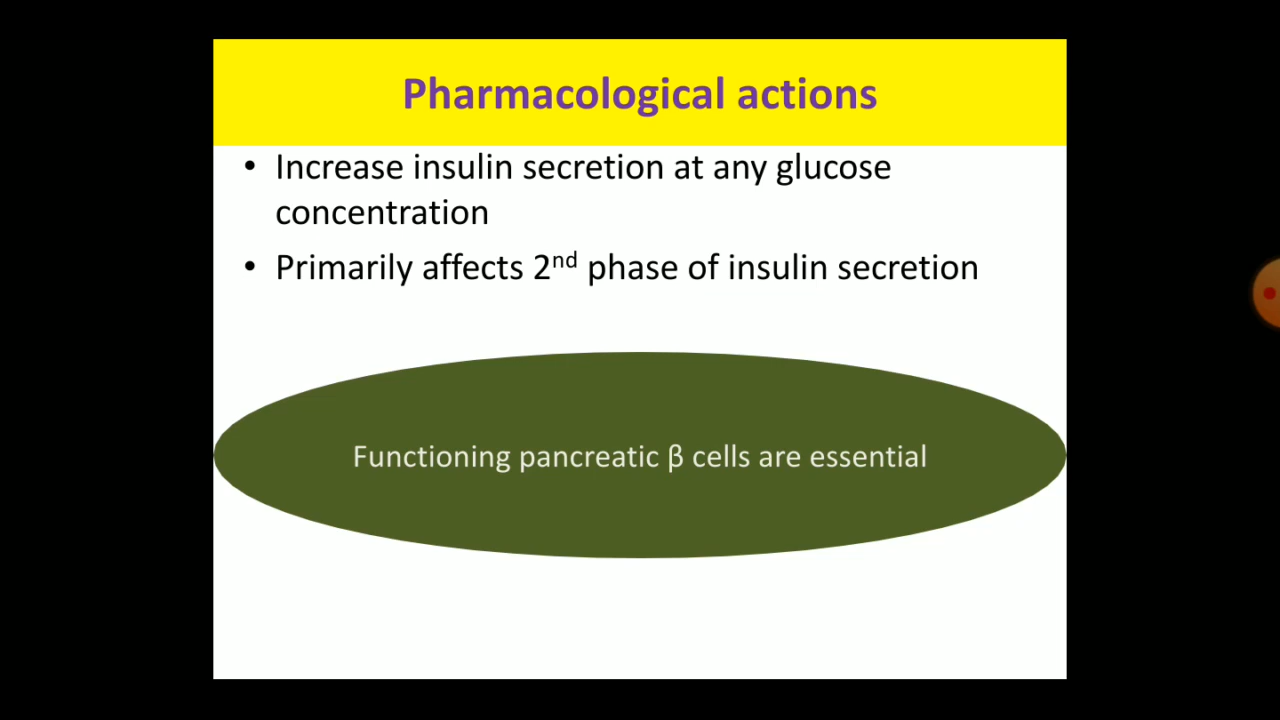 Pharmacological actions
• Increase insulin secretion at any glucose
concentration
• Primarily affects 2nd phase of insulin secretion
Functioning pancreatic β cells are essential